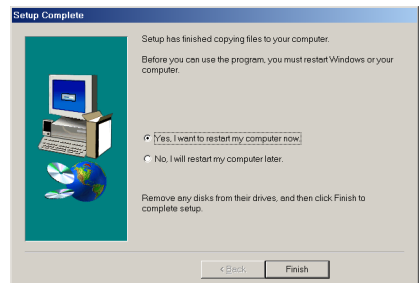 Setup Complete
Setup has finished copying files to your computer.
Before you can use the program, you must restart Windows or your
computer.
Yes, I want to restart my computer now.
No, I will restart my computer later.
Remove any disks from their drives, and then click Finish to
complete setup.
< Back
Finish